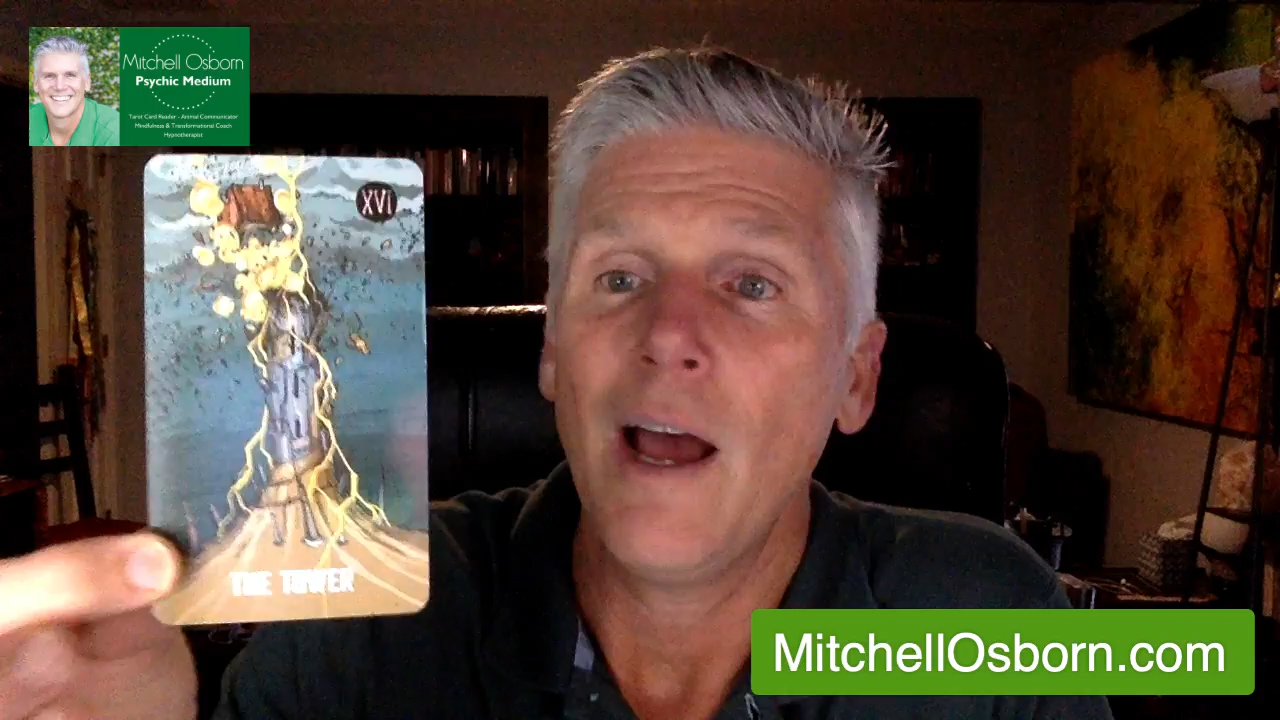 Mitchell Osborn
Psychic Medium
Tarot Card Reader - Animal Communicator
Mindfulness & Transformational Coach
Hypnotherapist
XVI
THE TOWER
MitchellOsborn.com